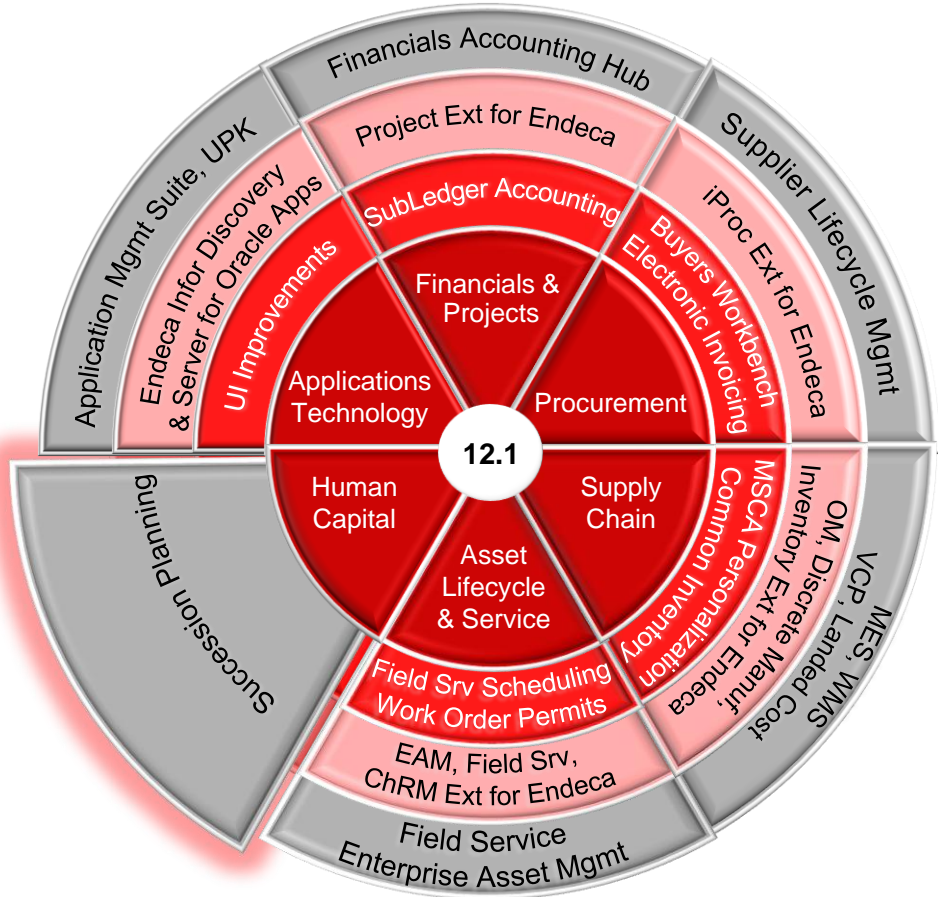 Financials Accounting Hub
Project Ext for Endeca
SubLedger Accounting
Financials &
Projects
Supplier Lifecycle Mgmt
iProc Ext for Endeca
Buyers Workbench
Electronic Invoicing
Procurement
MES, WMS
VCP, Landed Cost
OM, Discrete Manuf,
Inventory Ext for Endeca
MSCA Personalization
Common Inventory
Supply
Chain
Asset
Lifecycle
& Service
Field Srv Scheduling
Work Order Permits
EAM, Field Srv,
ChRM Ext for Endeca
Field Service
Enterprise Asset Mgmt
Human
Capital
Succession Planning
Application Mgmt Suite, UPK
Endeca Infor Discovery
& Server for Oracle Apps
UI Improvements
Applications
Technology
12.1